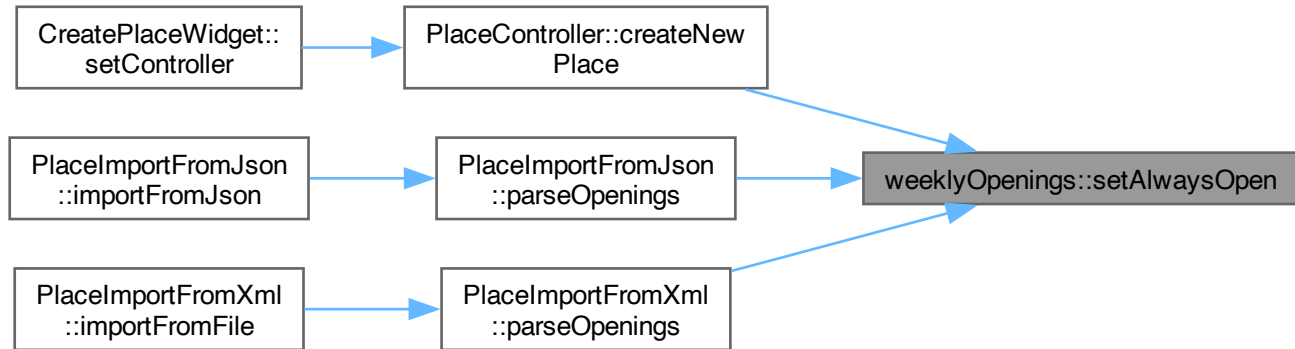 CreatePlaceWidget::
setController
PlaceController::createNew
Place
PlaceImportFromJson
::importFromJson
PlaceImportFromJson
::parseOpenings
weeklyOpenings::setAlwaysOpen
PlaceImportFromXml
::importFromFile
PlaceImportFromXml
::parseOpenings